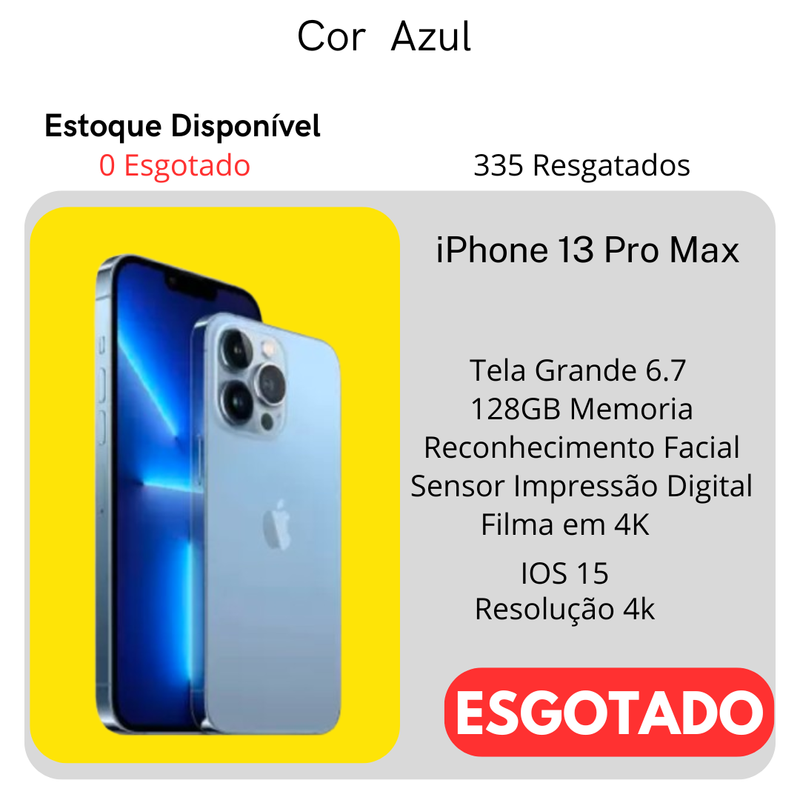 Cor Azul
Estoque Disponível
0 Esgotado
335 Resgatados
iPhone 13 Pro Max
Tela Grande 6.7
128GB Memoria
Reconhecimento Facial
Sensor Impressão Digital
Filma em 4K
IOS 15
Resolução 4k
ESGOTADO